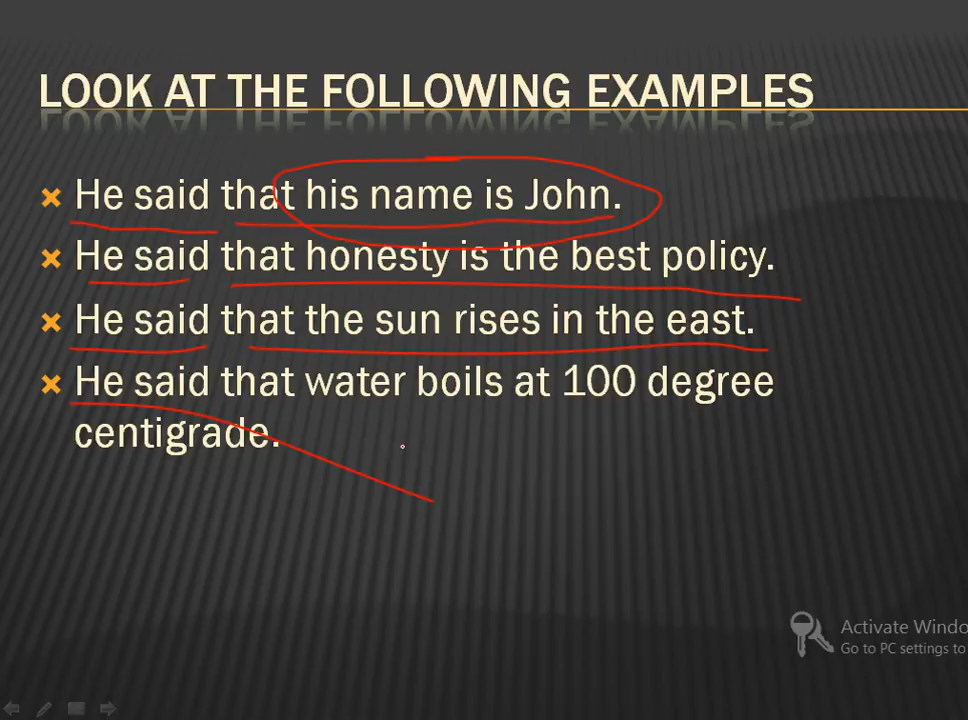 LOOK AT THE FOLLOWING EXAMPLES
He said that his name is John.
He said that honesty is the best policy.
He said that the sun rises in the east.
He said that water boils at 100 degree
centigrade.
Activate Windo
Go to PC settings to